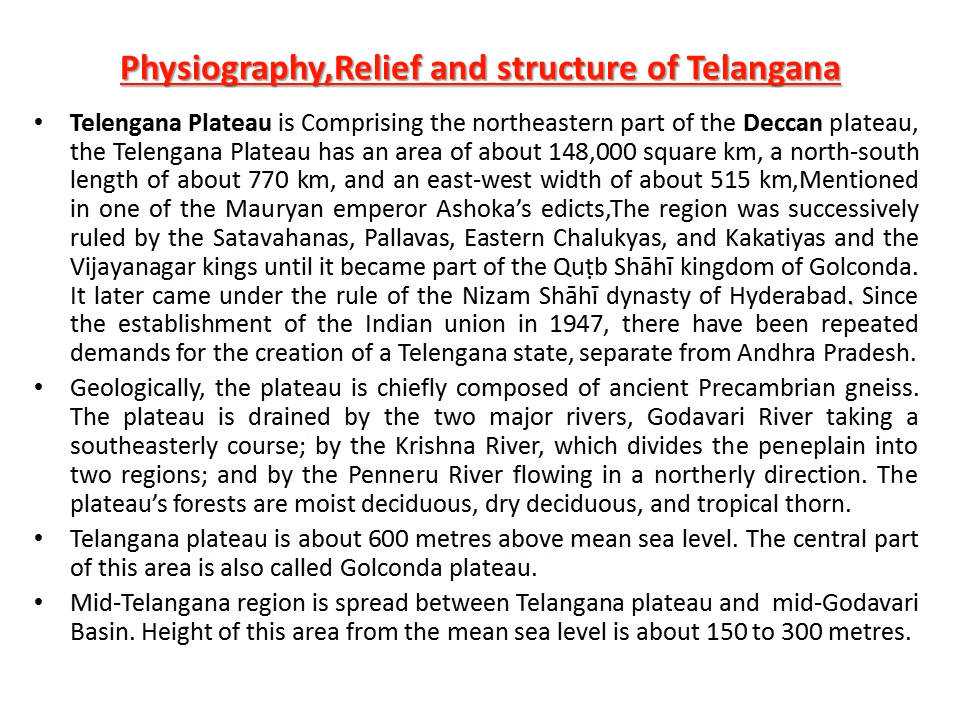 Physiography,Relief and structure of Telangana
• Telengana Plateau is Comprising the northeastern part of the Deccan plateau,
the Telengana Plateau has an area of about 148,000 square km, a north-south
length of about 770 km, and an east-west width of about 515 km,Mentioned
in one of the Mauryan emperor Ashoka’s edicts,The region was successively
ruled by the Satavahanas, Pallavas, Eastern Chalukyas, and Kakatiyas and the
Vijayanagar kings until it became part of the Quṭb Shāhī kingdom of Golconda.
It later came under the rule of the Nizam Shāhī dynasty of Hyderabad. Since
the establishment of the Indian union in 1947, there have been repeated
demands for the creation of a Telengana state, separate from Andhra Pradesh.
• Geologically, the plateau is chiefly composed of ancient Precambrian gneiss.
The plateau is drained by the two major rivers, Godavari River taking a
southeasterly course; by the Krishna River, which divides the peneplain into
two regions; and by the Penneru River flowing in a northerly direction. The
plateau’s forests are moist deciduous, dry deciduous, and tropical thorn.
• Telangana plateau is about 600 metres above mean sea level. The central part
of this area is also called Golconda plateau.
• Mid-Telangana region is spread between Telangana plateau and mid-Godavari
Basin. Height of this area from the mean sea level is about 150 to 300 metres.